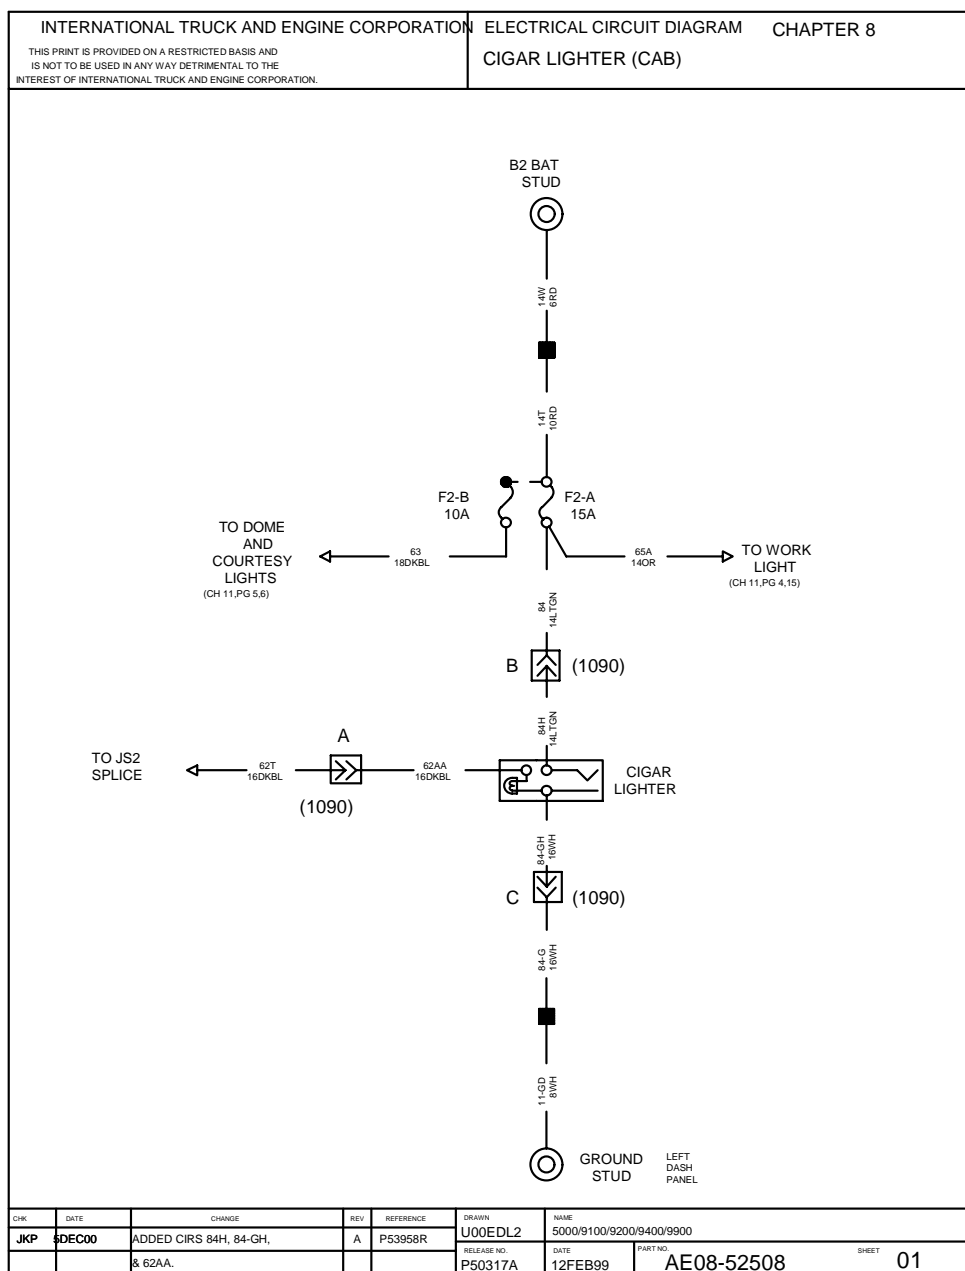 INTERNATIONAL TRUCK AND ENGINE CORPORATION
THIS PRINT IS PROVIDED ON A RESTRICTED BASIS AND
IS NOT TO BE USED IN ANY WAY DETRIMENTAL TO THE
INTEREST OF INTERNATIONAL TRUCK AND ENGINE CORPORATION.
ELECTRICAL CIRCUIT DIAGRAM CHAPTER 8
CIGAR LIGHTER (CAB)
B2 BAT
STUD
14W
6RD
14T
10RD
F2-B
10A
F2-A
15A
TO DOME
AND
COURTESY
LIGHTS
(CH 11,PG 5,6)
63
18DKBL
65A
14OR
TO WORK
LIGHT
(CH 11,PG 4,15)
84
14LTGN
B (1090)
84H
14LTGN
A
TO JS2
SPLICE
62T
16DKBL
62AA
16DKBL
(1090)
CIGAR
LIGHTER
84-GH
16WH
C (1090)
84-G
16WH
11-GD
8WH
GROUND
STUD
LEFT
DASH
PANEL
CHK DATE CHANGE REV REFERENCE
JKP 5DEC00 ADDED CIRS 84H, 84-GH, A P53958R
& 62AA.
DRAWN
U00EDL2
NAME
5000/9100/9200/9400/9900
RELEASE NO.
P50317A
DATE
12FEB99
PART NO.
AE08-52508
SHEET
01